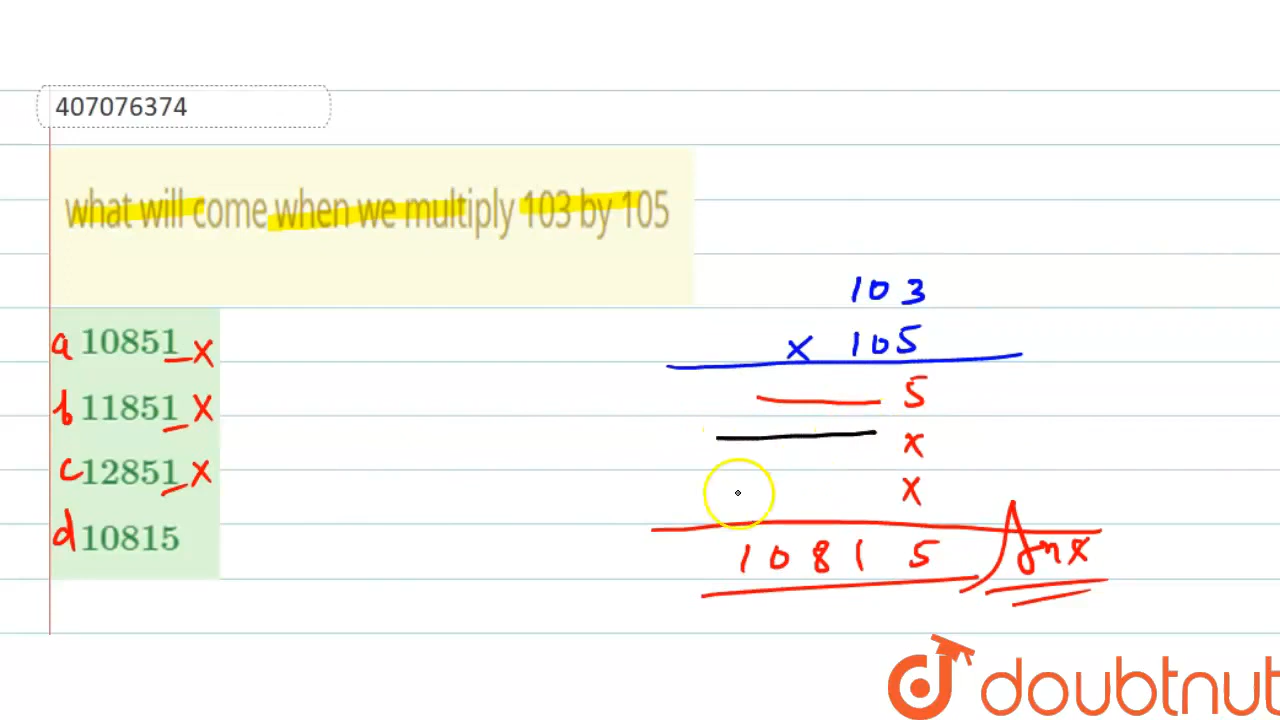 407076374
what will come when we multiply 103 by 105
a 10851 x
b 11851 x
c 12851 x
d 10815
103
x 105
5
x
x
10815 Ans
doubtnut